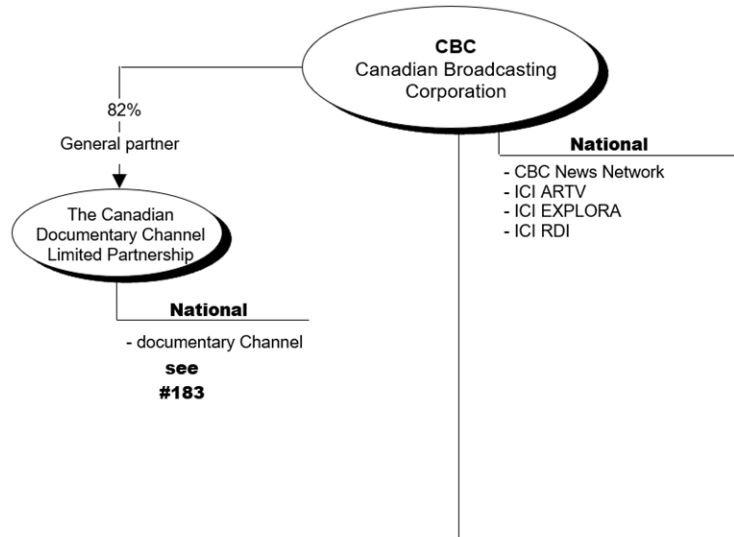 CBC
Canadian Broadcasting
Corporation
82%
General partner
National
- CBC News Network
- ICI ARTV
- ICI EXPLORA
- ICI RDI
The Canadian
Documentary Channel
Limited Partnership
National
- documentary Channel
see
#183